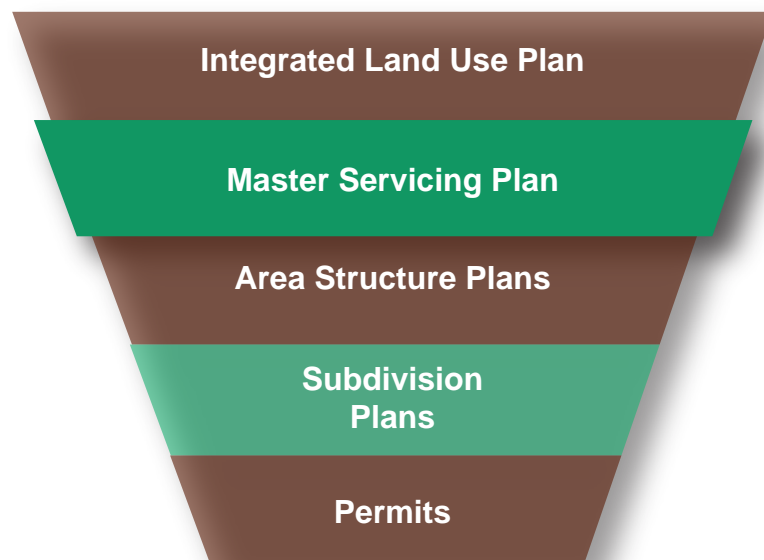 Integrated Land Use Plan
Master Servicing Plan
Area Structure Plans
Subdivision
Plans
Permits